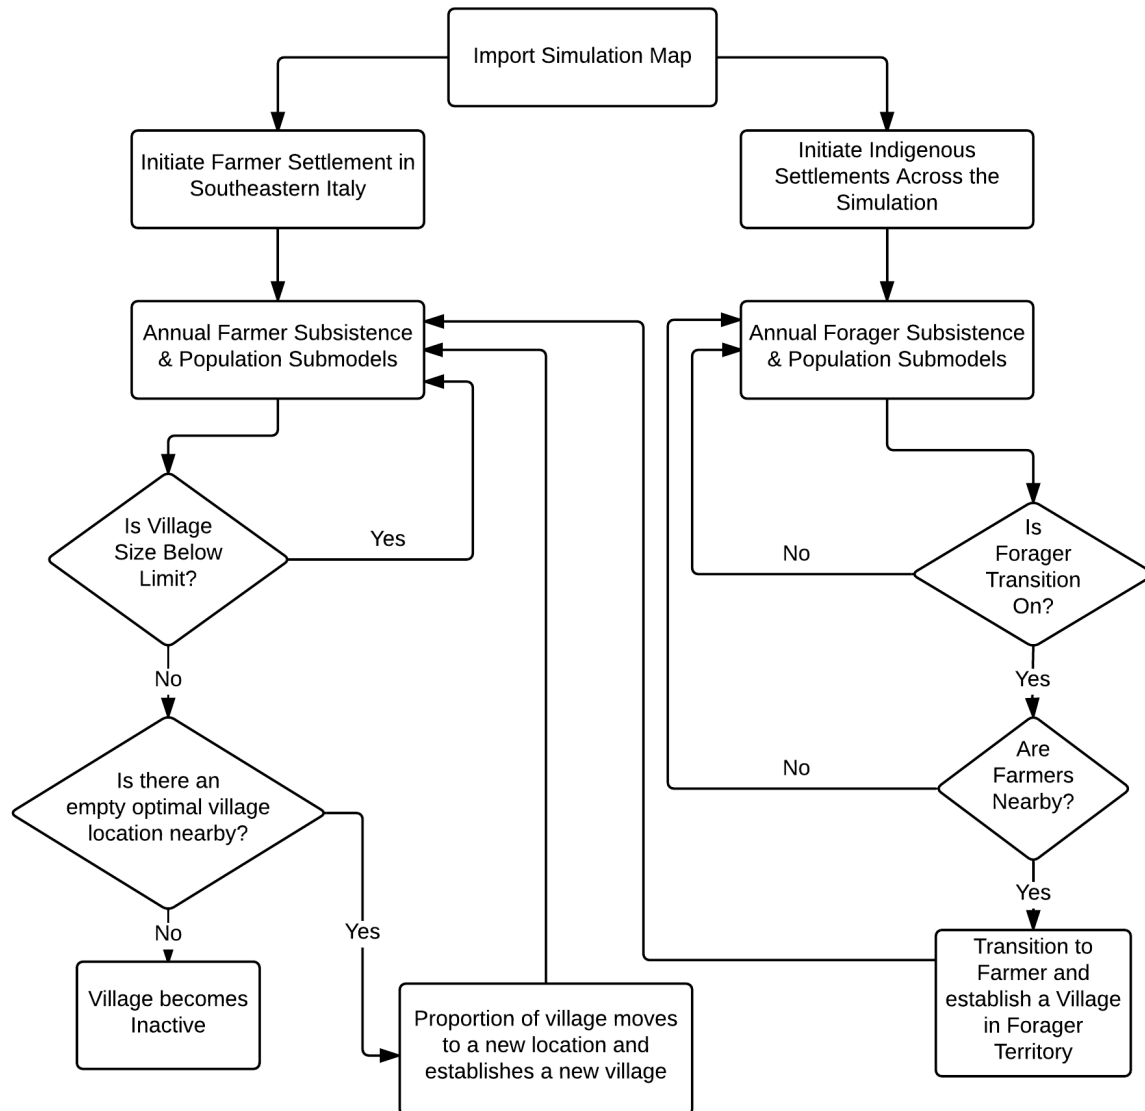 Import Simulation Map
Initiate Farmer Settlement in
Southeastern Italy
Initiate Indigenous
Settlements Across the
Simulation
Annual Farmer Subsistence
& Population Submodels
Annual Forager Subsistence
& Population Submodels
Is Village
Size Below
Limit?
Yes
No
Is
Forager
Transition
On?
No
Yes
Is there an
empty optimal village
location nearby?
No
Yes
Are
Farmers
Nearby?
No
Yes
Village becomes
Inactive
Proportion of village moves
to a new location and
establishes a new village
Transition to
Farmer and
establish a Village
in Forager
Territory